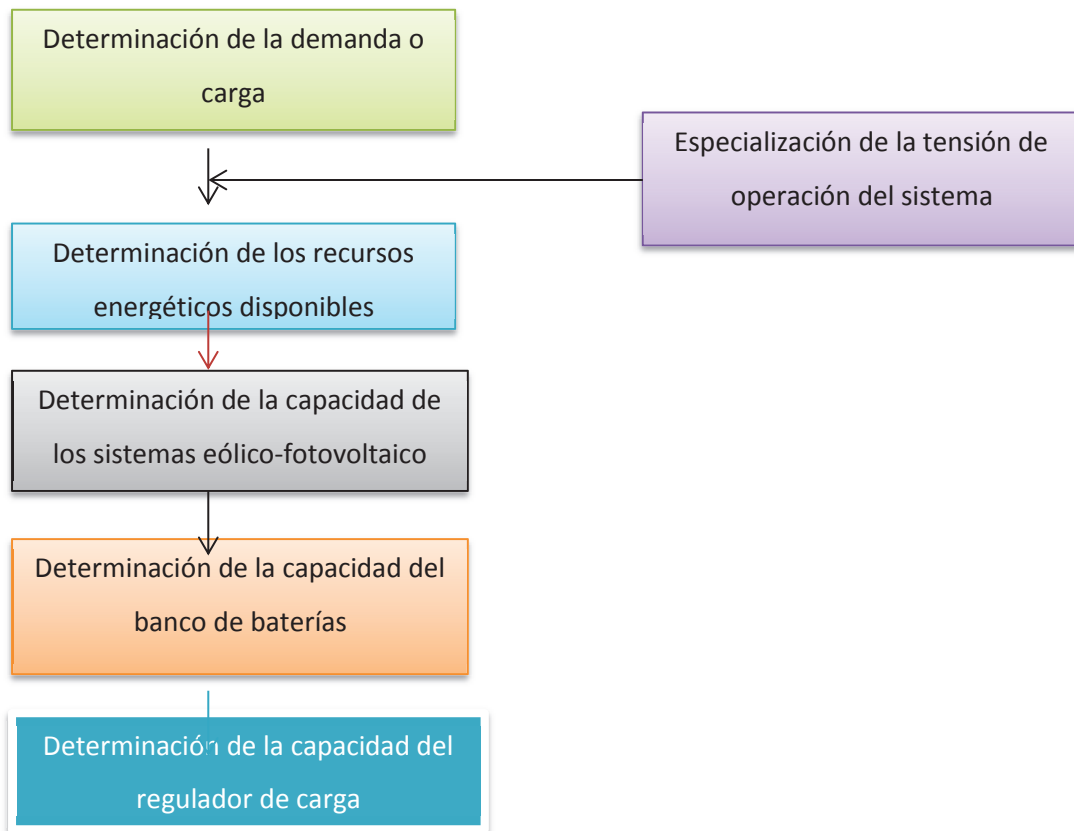 Determinación de la demanda o
carga
Especialización de la tensión de
operación del sistema
Determinación de los recursos
energéticos disponibles
Determinación de la capacidad de
los sistemas eólico-fotovoltaico
Determinación de la capacidad del
banco de baterías
Determinación de la capacidad del
regulador de carga